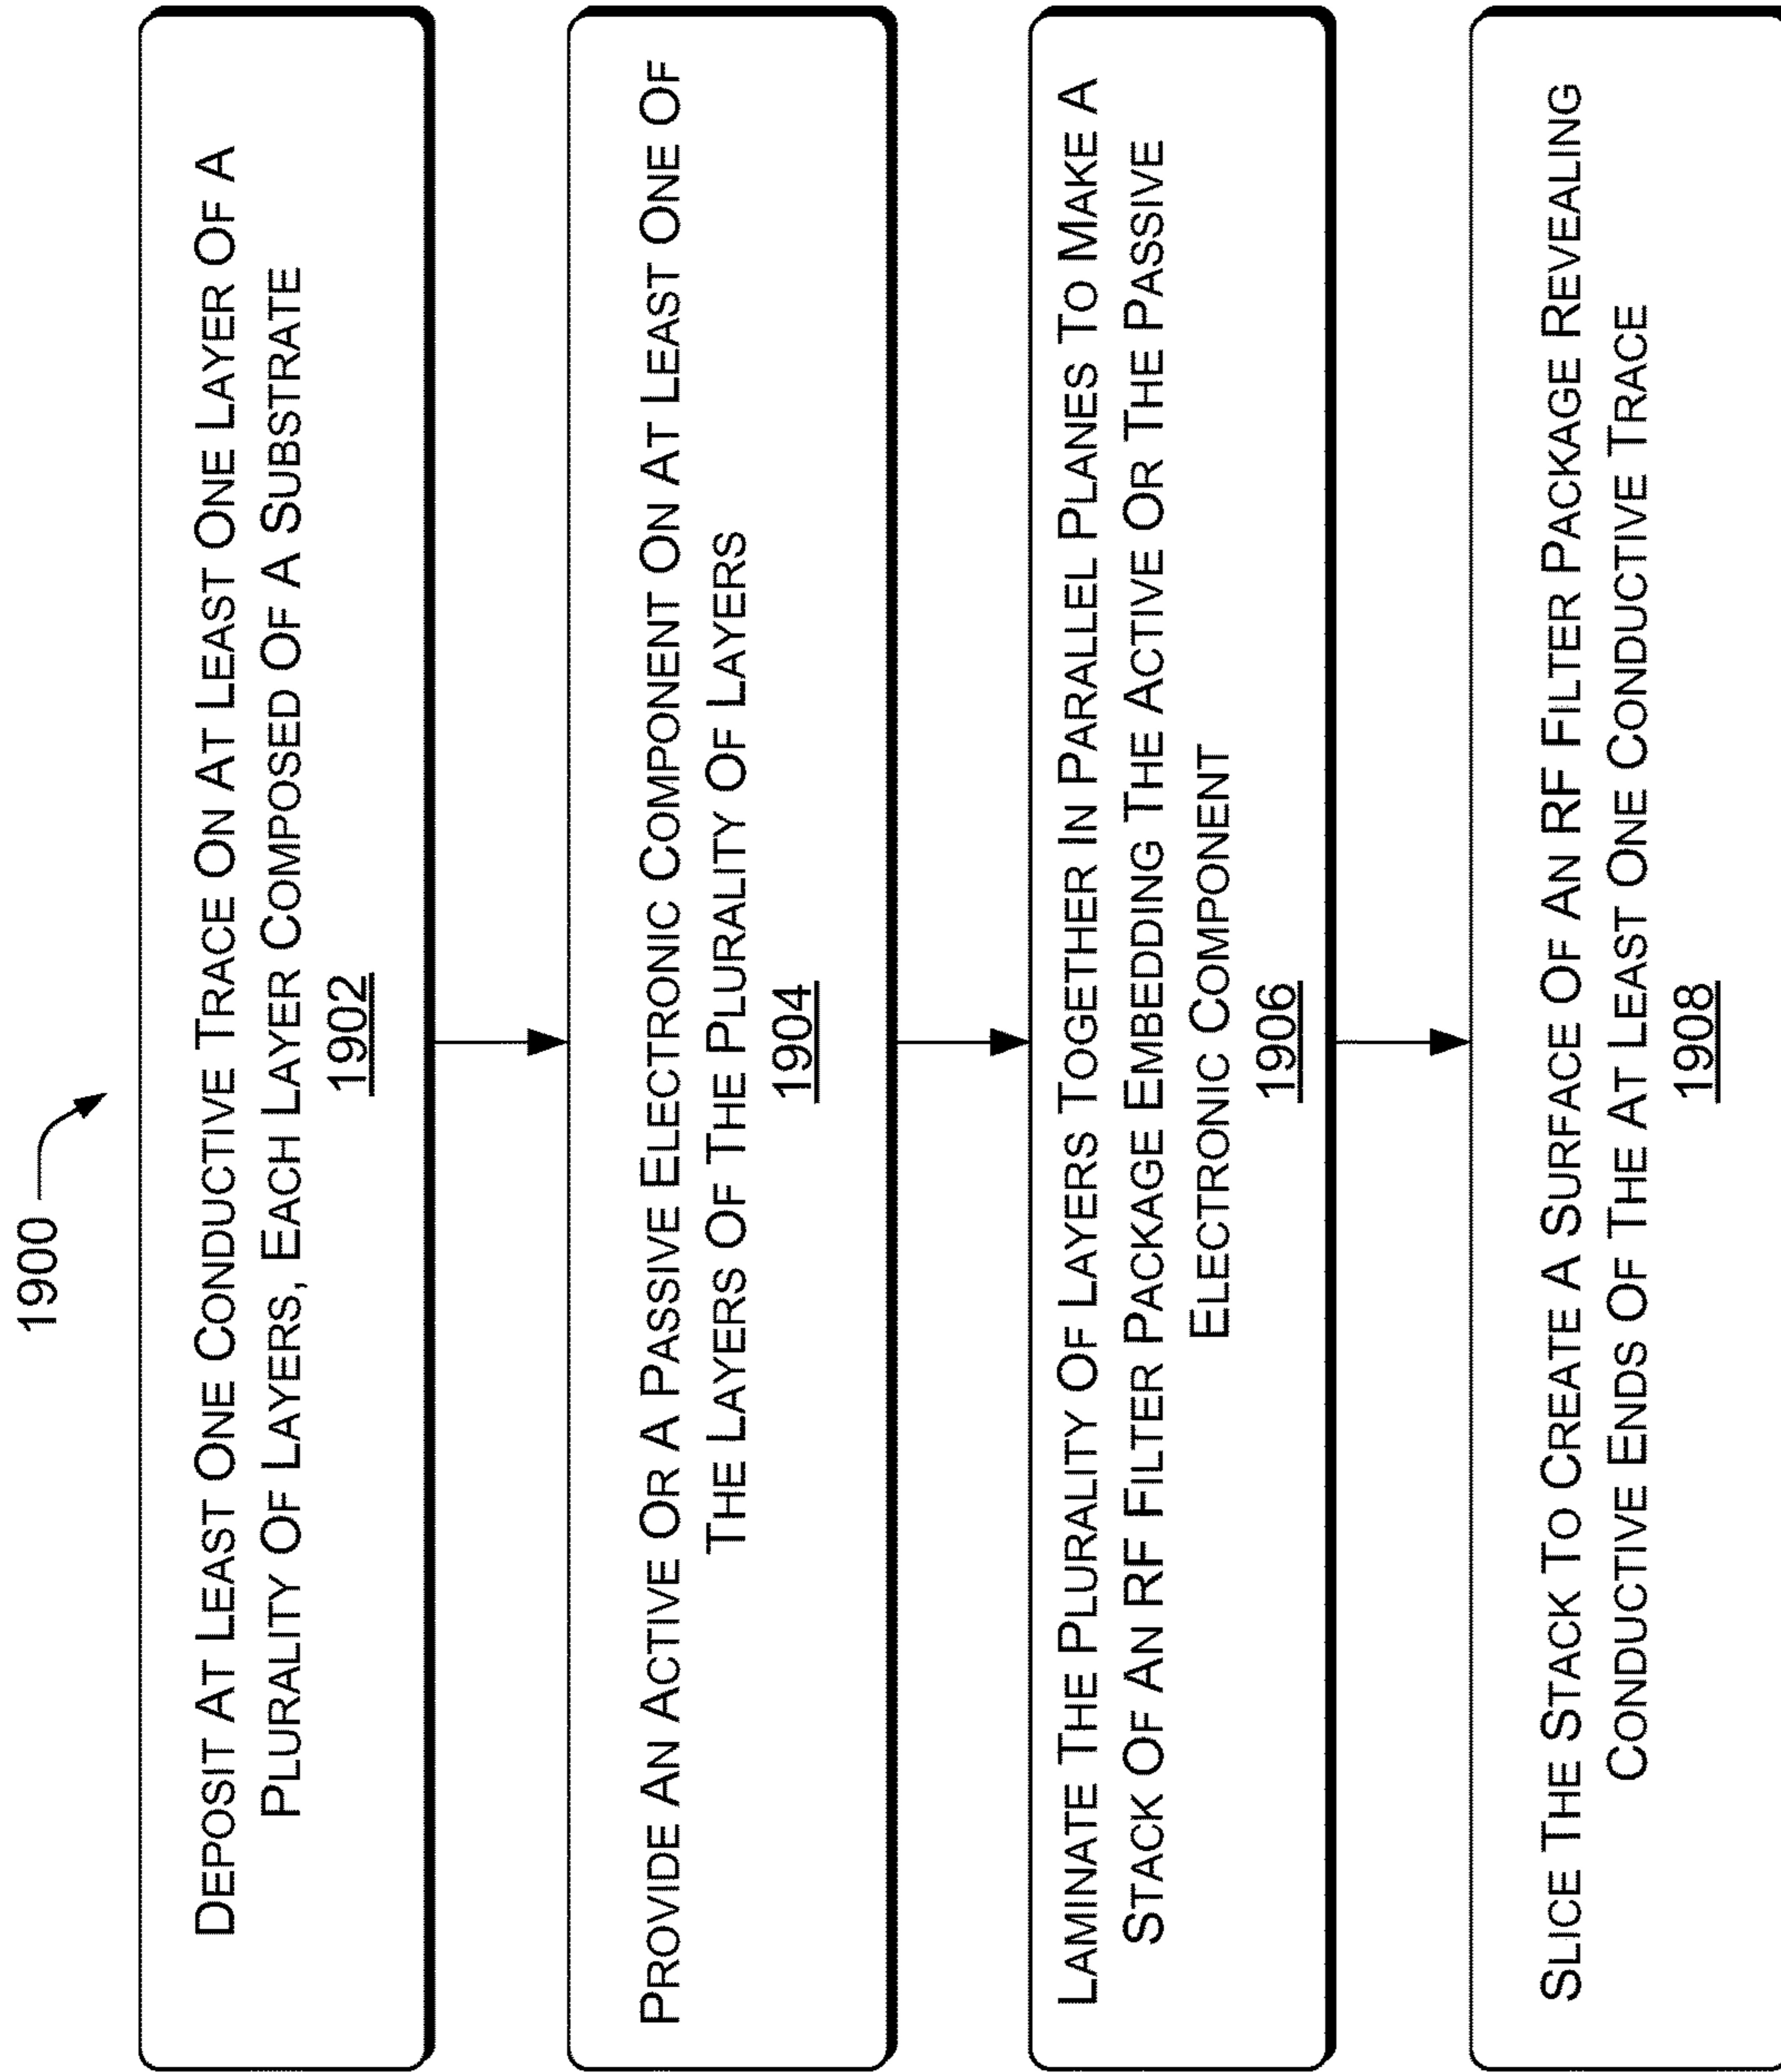 1900
DEPOSIT AT LEAST ONE CONDUCTIVE TRACE ON AT LEAST ONE LAYER OF A
PLURALITY OF LAYERS, EACH LAYER COMPOSED OF A SUBSTRATE
1902
PROVIDE AN ACTIVE OR A PASSIVE ELECTRONIC COMPONENT ON AT LEAST ONE OF
THE LAYERS OF THE PLURALITY OF LAYERS
1904
LAMINATE THE PLURALITY OF LAYERS TOGETHER IN PARALLEL PLANES TO MAKE A
STACK OF AN RF FILTER PACKAGE EMBEDDING THE ACTIVE OR THE PASSIVE
ELECTRONIC COMPONENT
1906
SLICE THE STACK TO CREATE A SURFACE OF AN RF FILTER PACKAGE REVEALING
CONDUCTIVE ENDS OF THE AT LEAST ONE CONDUCTIVE TRACE
1908